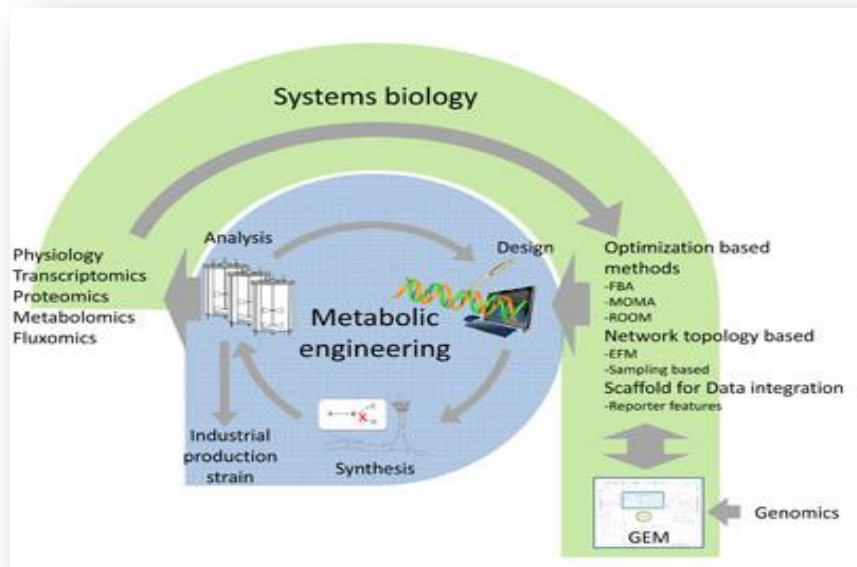 Systems biology
Physiology
Transcriptomics
Proteomics
Metabolomics
Fluxomics
Analysis
Design
Metabolic
engineering
Synthesis
Industrial
production
strain
Optimization based
methods
-FBA
-MOMA
-ROOM
Network topology based
-EFM
-Sampling based
Scaffold for Data integration
-Reporter features
GEM
Genomics